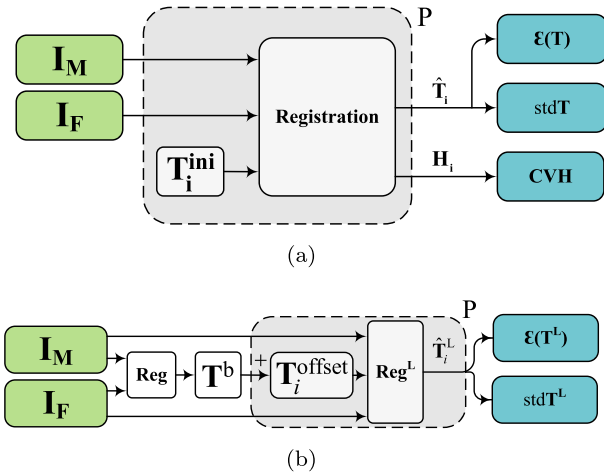 P
I_M
I_F
T_i^ini
Registration
T̂_i
H_i
Ɛ(T)
stdT
CVH
(a)
P
I_M
I_F
Reg
T^b
+
T_i^offset
Reg^L
T̂_i^L
Ɛ(T^L)
stdT^L
(b)